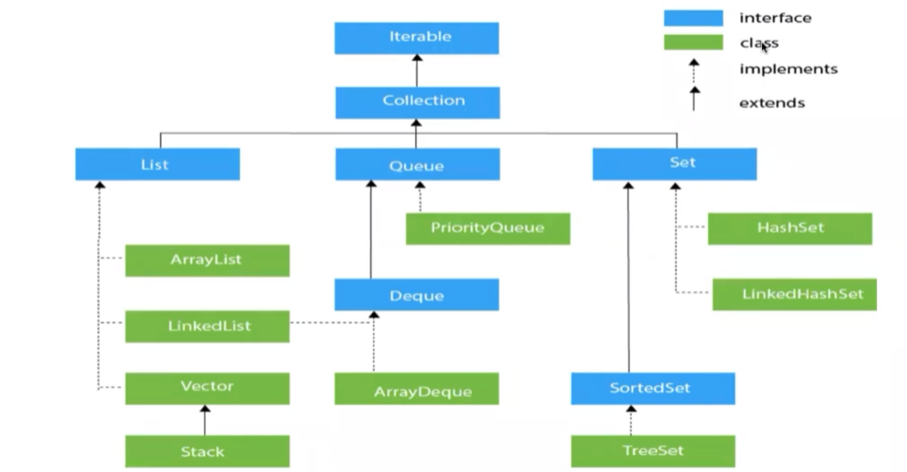 Iterable
interface
class
implements
extends
Collection
List
Queue
Set
PriorityQueue
HashSet
ArrayList
Deque
LinkedHashSet
LinkedList
Vector
ArrayDeque
SortedSet
Stack
TreeSet